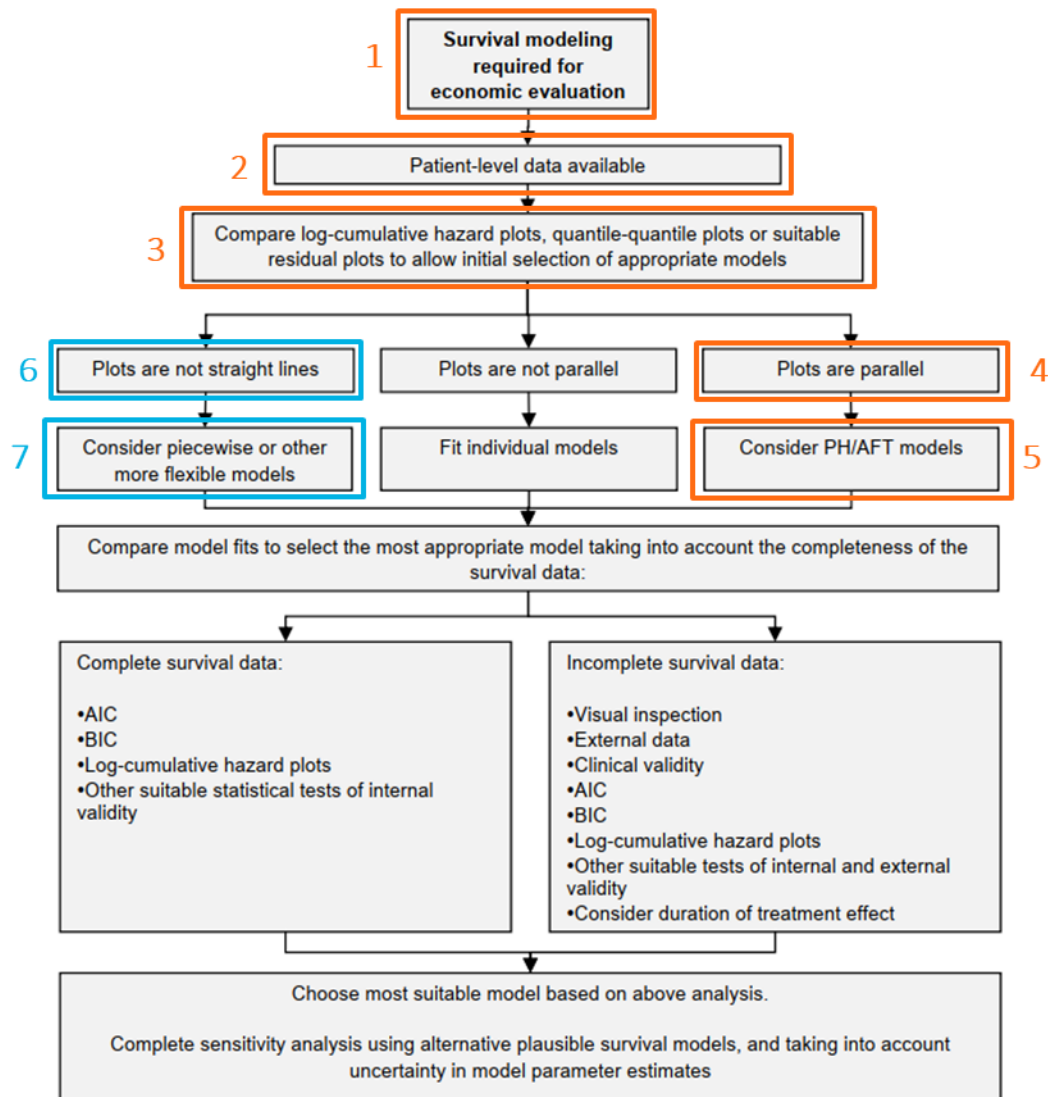 1
Survival modeling
required for
economic evaluation
2
Patient-level data available
3
Compare log-cumulative hazard plots, quantile-quantile plots or suitable
residual plots to allow initial selection of appropriate models
6
Plots are not straight lines
Plots are not parallel
Plots are parallel
4
7
Consider piecewise or other
more flexible models
Fit individual models
Consider PH/AFT models
5
Compare model fits to select the most appropriate model taking into account the completeness of the
survival data:
Complete survival data:
•AIC
•BIC
•Log-cumulative hazard plots
•Other suitable statistical tests of internal
validity
Incomplete survival data:
•Visual inspection
•External data
•Clinical validity
•AIC
•BIC
•Log-cumulative hazard plots
•Other suitable tests of internal and external
validity
•Consider duration of treatment effect
Choose most suitable model based on above analysis.
Complete sensitivity analysis using alternative plausible survival models, and taking into account
uncertainty in model parameter estimates